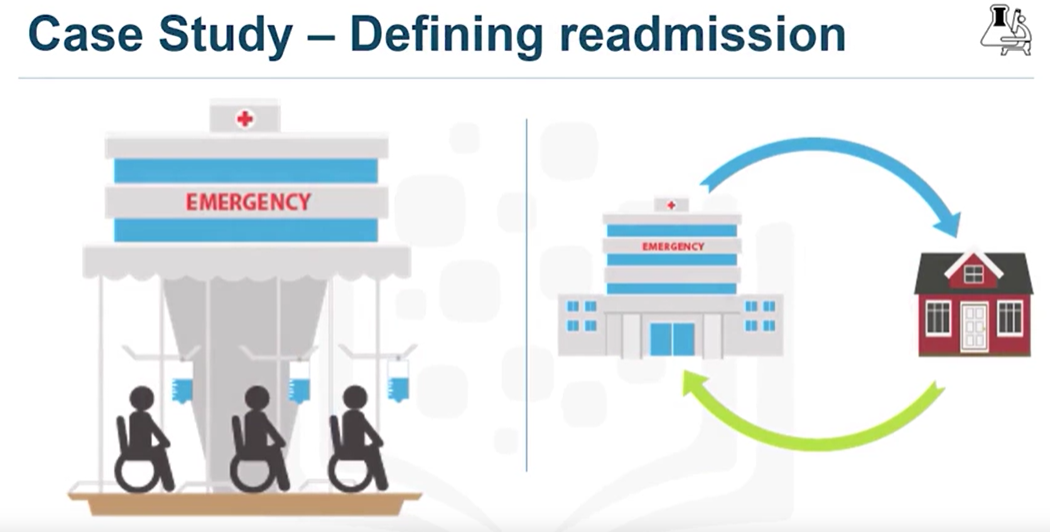 Case Study – Defining readmission
EMERGENCY
EMERGENCY